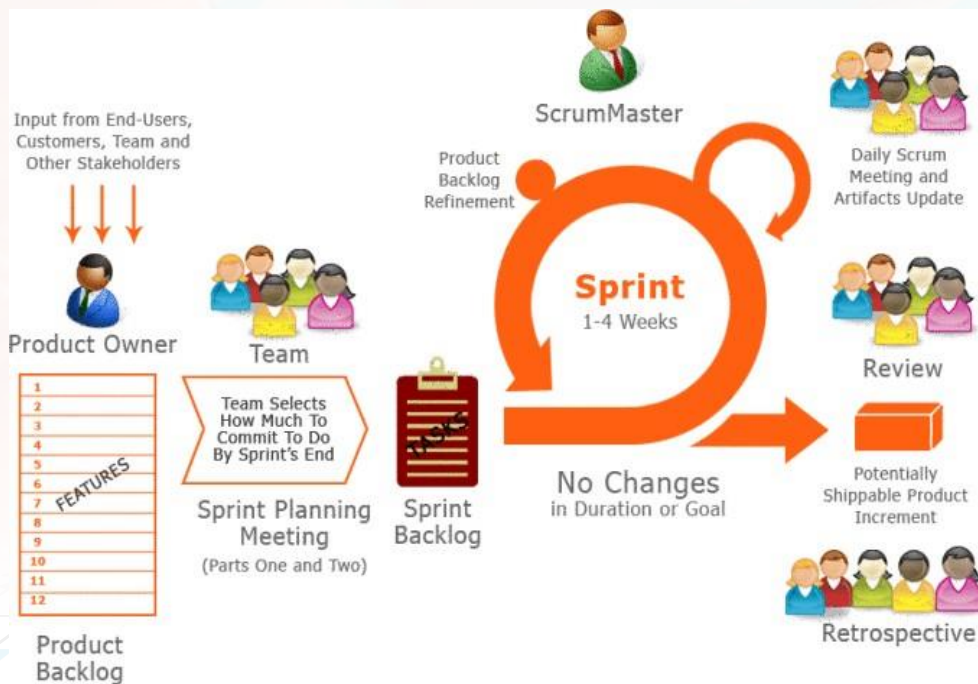 Input from End-Users,
Customers, Team and
Other Stakeholders
Product Owner
1
2
3
4
5
6
7
8
9
10
11
12
FEATURES
Product
Backlog
Team
Team Selects
How Much To
Commit To Do
By Sprint's End
Sprint Planning
Meeting
(Parts One and Two)
TASKS
Sprint
Backlog
ScrumMaster
Product
Backlog
Refinement
Sprint
1-4 Weeks
No Changes
in Duration or Goal
Daily Scrum
Meeting and
Artifacts Update
Review
Potentially
Shippable Product
Increment
Retrospective